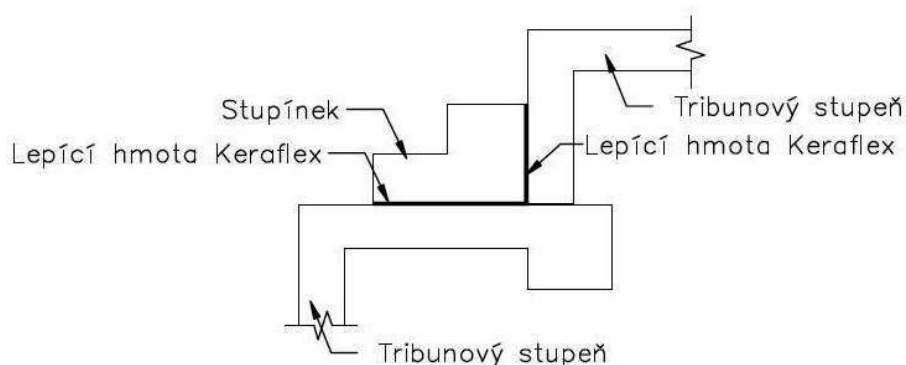 Stupínek
Tribunový stupeň
Lepící hmota Keraflex
Lepící hmota Keraflex
Tribunový stupeň